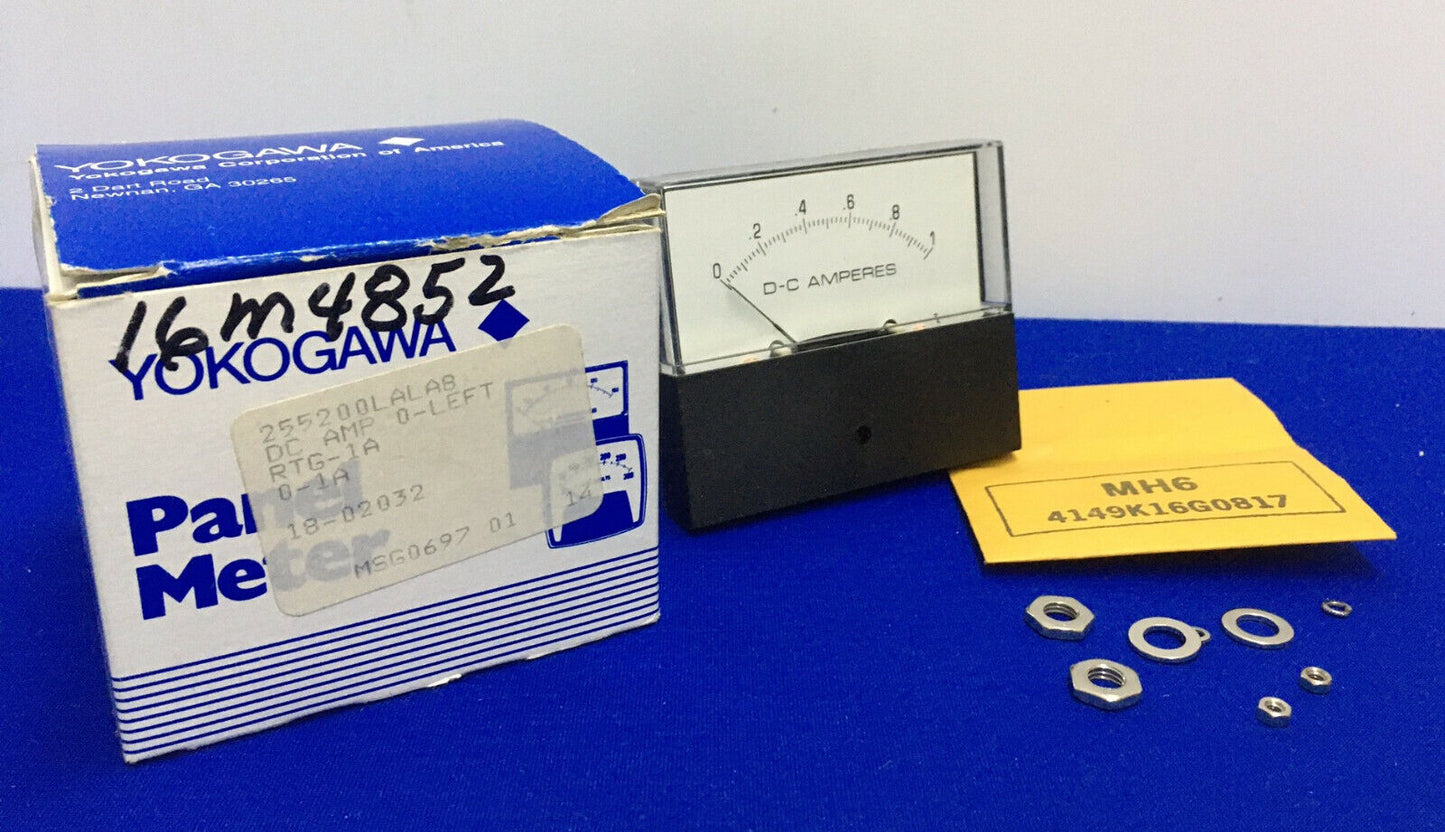 YOKOGAWA
Yokogawa Corporation of America
2 Dart Road
Newnan, GA 30265
16m4852
YOKOGAWA
255200LALA8
DC AMP 0-LEFT
RTG-1A
0-1A
18-02032
MSG0697 01 14
Panel
Meter
0 .2 .4 .6 .8 1
D-C AMPERES
MH6
4149K16G0817